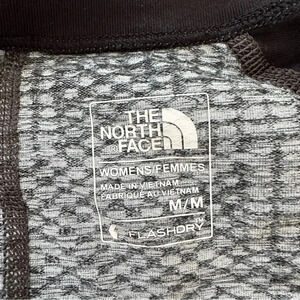 THE
NORTH
FACE
WOMENS/FEMMES
MADE IN VIETNAM
FABRIQUÉ AU VIETNAM
M/M
FLASHDRY